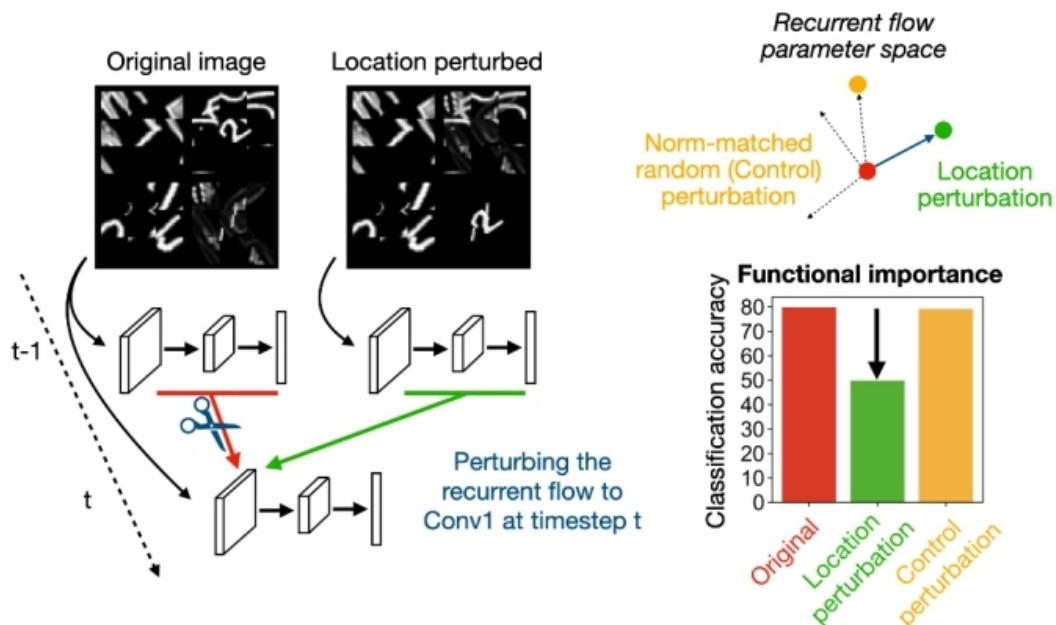 Original image
Location perturbed
t-1
t
Perturbing the
recurrent flow to
Conv1 at timestep t
Recurrent flow
parameter space
Norm-matched
random (Control)
perturbation
Location
perturbation
Functional importance
Classification accuracy
80
70
60
50
40
30
20
10
0
Original
Location
perturbation
Control
perturbation